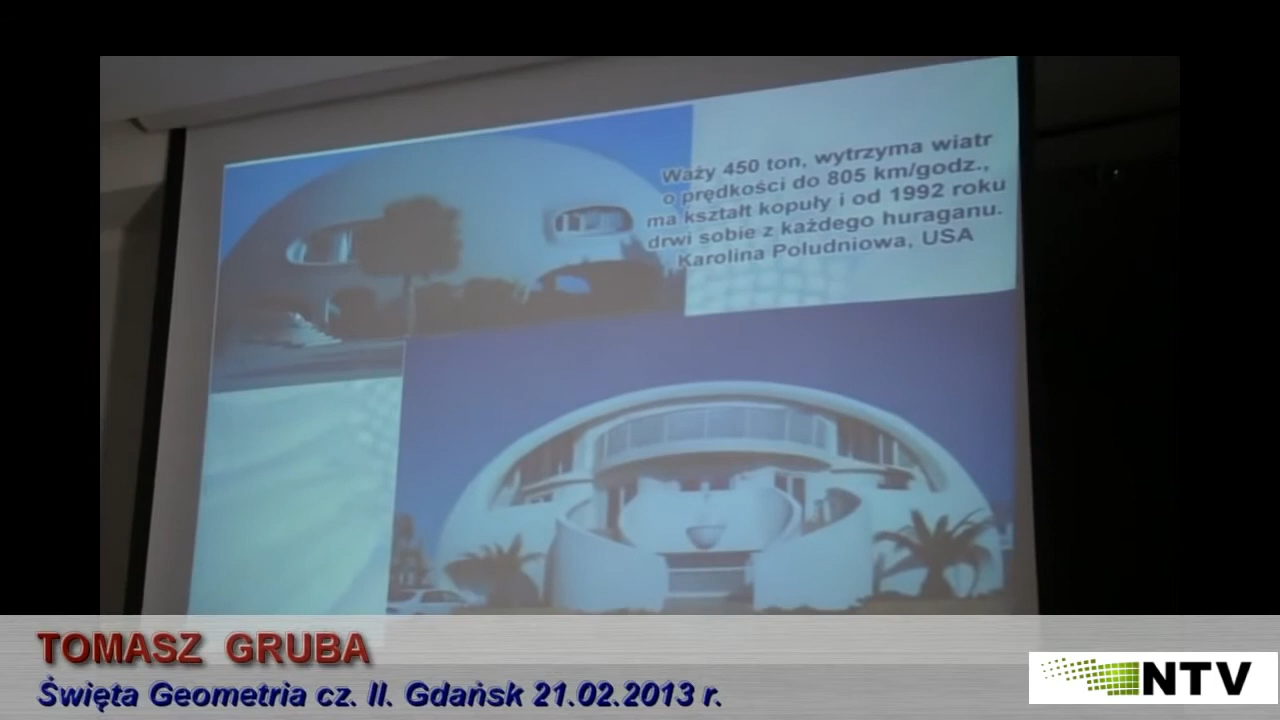 Waży 450 ton, wytrzyma wiatr
o prędkości do 805 km/godz.,
ma kształt kopuły i od 1992 roku
drwi sobie z każdego huraganu.
Karolina Południowa, USA
TOMASZ GRUBA
Święta Geometria cz. II. Gdańsk 21.02.2013 r.
NTV